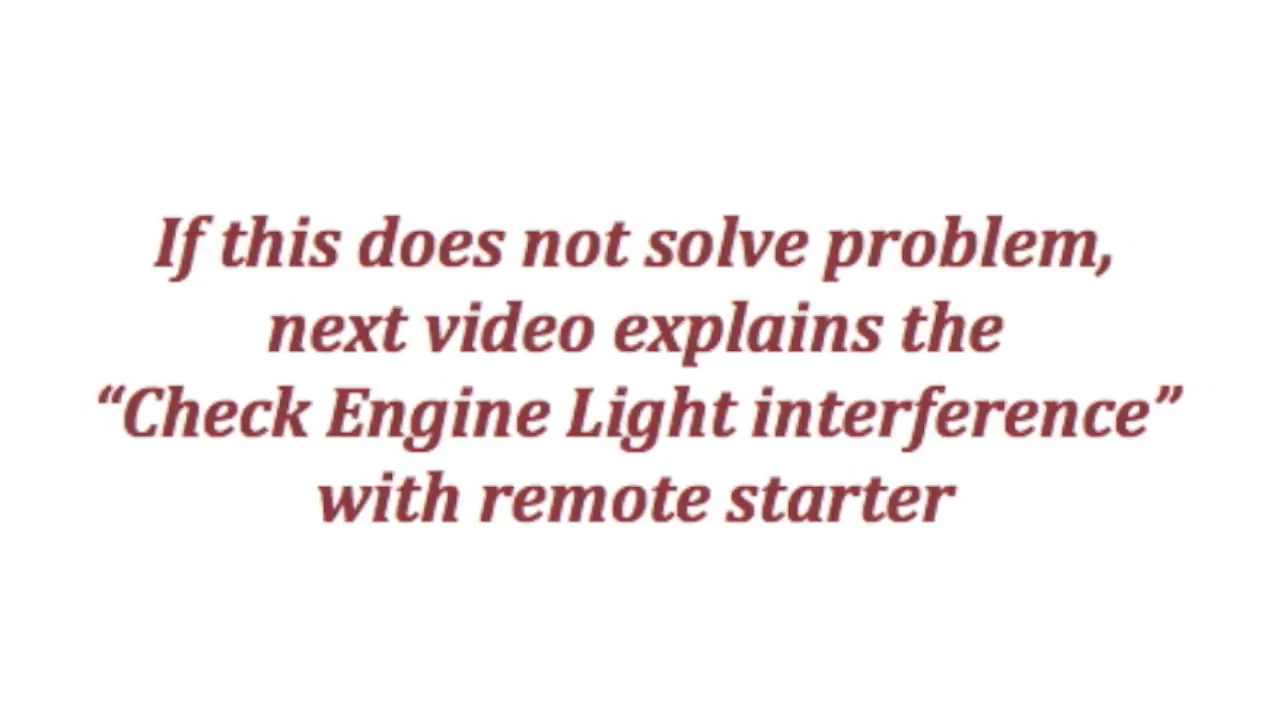 If this does not solve problem,
next video explains the
“Check Engine Light interference”
with remote starter